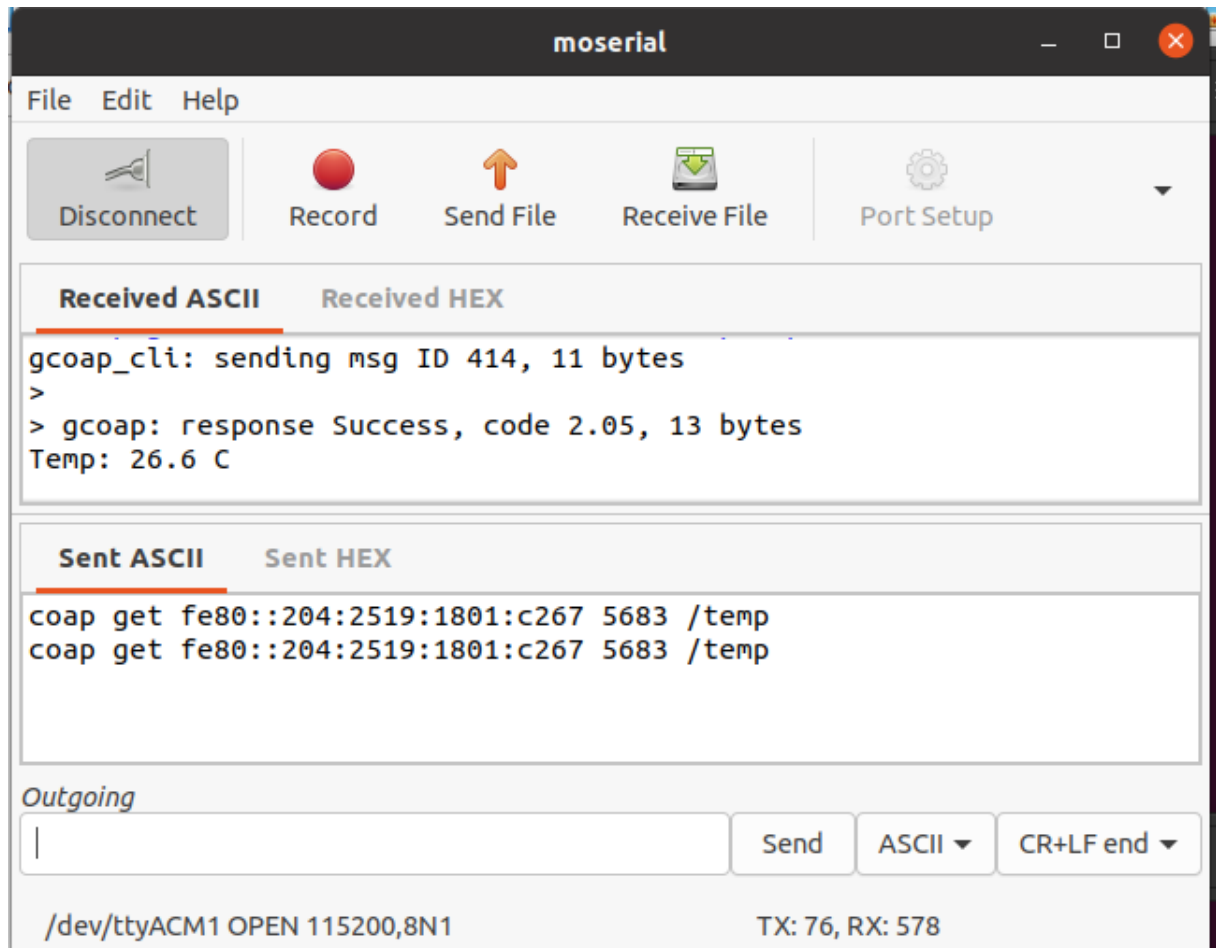 moserial
File Edit Help
Disconnect Record Send File Receive File Port Setup
Received ASCII Received HEX
gcoap_cli: sending msg ID 414, 11 bytes
>
> gcoap: response Success, code 2.05, 13 bytes
Temp: 26.6 C
Sent ASCII Sent HEX
coap get fe80::204:2519:1801:c267 5683 /temp
coap get fe80::204:2519:1801:c267 5683 /temp
Outgoing
Send ASCII CR+LF end
/dev/ttyACM1 OPEN 115200,8N1 TX: 76, RX: 578